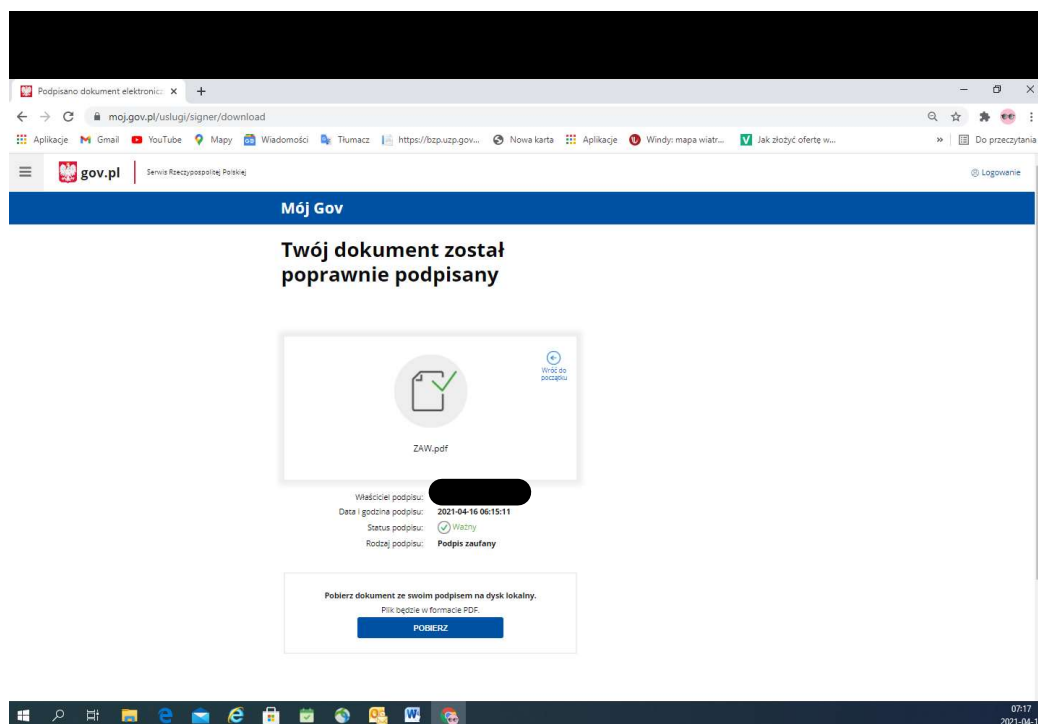 Podpisano dokument elektronicz
moj.gov.pl/uslugi/signer/download
Aplikacje Gmail YouTube Mapy Wiadomości Tłumacz https://bzp.uzp.gov... Nowa karta Aplikacje Windy: mapa wiatr... Jak złożyć oferte w... » Do przeczytania
gov.pl Serwis Rzeczypospolitej Polskiej Logowanie
Mój Gov
Twój dokument został
poprawnie podpisany
Wróć do
początku
ZAW.pdf
Właściciel podpisu:
Data i godzina podpisu: 2021-04-16 06:15:11
Status podpisu: Ważny
Rodzaj podpisu: Podpis zaufany
Pobierz dokument ze swoim podpisem na dysk lokalny.
Plik będzie w formacie PDF.
POBIERZ
07:17
2021-04-1